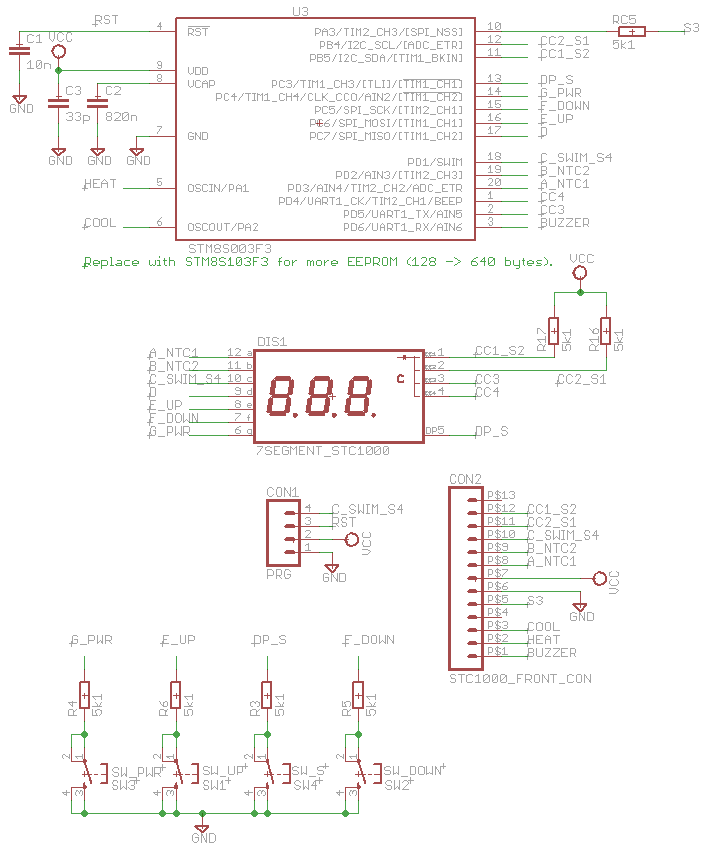 U3
RST 4 RST PA3/TIM2_CH3/[SPI_NSS] 10 RC5 5k1 S3
PB4/I2C_SCL/[ADC_ETR] 12 CC2_S1
PB5/I2C_SDA/[TIM1_BKIN] 11 CC1_S2
C1 10n GND
VCC 9 VDD
8 VCAP PC3/TIM1_CH3/[TLI]/[TIM1_CH1] 13 DP_S
PC4/TIM1_CH4/CLK_CCO/AIN2/[TIM1_CH2] 14 G_PWR
C3 33p GND
C2 820n GND
PC5/SPI_SCK/[TIM2_CH1] 15 F_DOWN
PC6/SPI_MOSI/[TIM1_CH1] 16 E_UP
GND 7 GND PC7/SPI_MISO/[TIM1_CH2] 17 D
PD1/SWIM 18 C_SWIM_S4
PD2/AIN3/[TIM2_CH3] 19 B_NTC2
HEAT 5 OSCIN/PA1 PD3/AIN4/TIM2_CH2/ADC_ETR 20 A_NTC1
PD4/UART1_CK/TIM2_CH1/BEEP 1 CC4
PD5/UART1_TX/AIN5 2 CC3
COOL 6 OSCOUT/PA2 PD6/UART1_RX/AIN6 3 BUZZER
STM8S003F3
Replace with STM8S103F3 for more EEPROM (128 -> 640 bytes).
VCC
R17 5k1
R16 5k1
DIS1
A_NTC1 12 a 1 CC1_S2
B_NTC2 11 b 2 CC2_S1
C_SWIM_S4 10 c 3 CC3
D 9 d 4 CC4
E_UP 8 e
F_DOWN 7 f
G_PWR 6 g DP5 DP_S
8.8.8.
C
7SEGMENT_STC1000
CON1
4 C_SWIM_S4
3 RST
2 VCC
1 GND
PRG
CON2
P$13
P$12 CC1_S2
P$11 CC2_S1
P$10 C_SWIM_S4
P$9 B_NTC2
P$8 A_NTC1
P$7 VCC
P$6 GND
P$5 S3
P$4
P$3 COOL
P$2 HEAT
P$1 BUZZER
STC1000_FRONT_CON
G_PWR E_UP DP_S F_DOWN
R4 5k1 R6 5k1 R3 5k1 R5 5k1
2 1 2 1 2 1 2 1
SW_PWR SW_UP SW_S SW_DOWN
SW3 SW1 SW4 SW2
4 3 4 3 4 3 4 3
GND